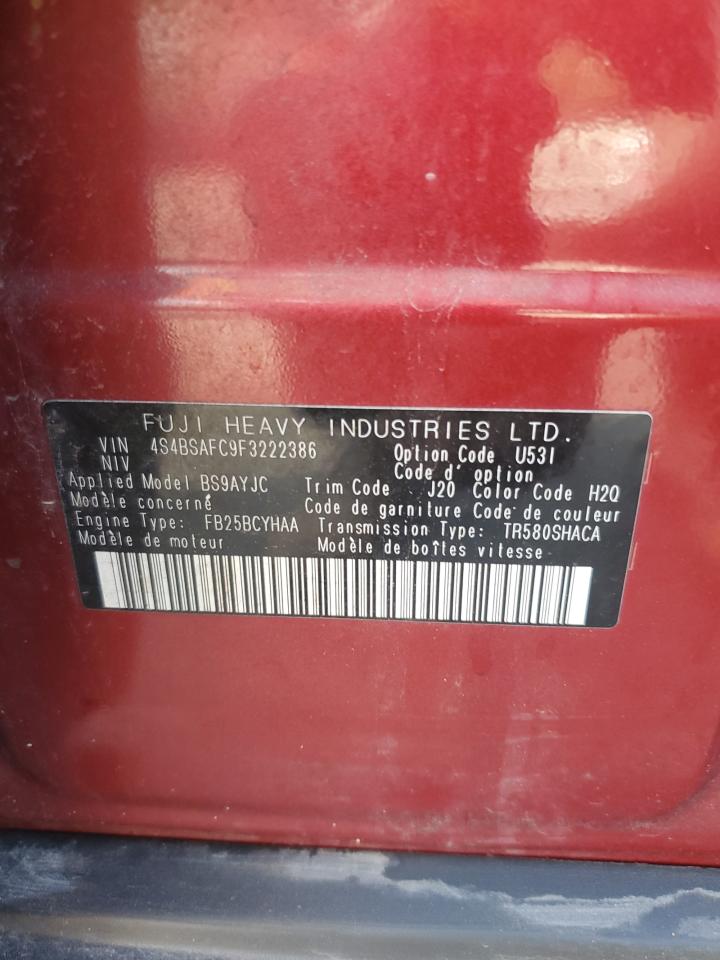 FUJI HEAVY INDUSTRIES LTD.
VIN 4S4BSAFC9F3222386 Option Code U53I
NIV Code d' option
Applied Model BS9AYJC Trim Code J20 Color Code H2Q
Modèle concerné Code de garniture Code de couleur
Engine Type: FB25BCYHAA Transmission Type: TR580SHACA
Modèle de moteur Modèle de boîtes vitesse